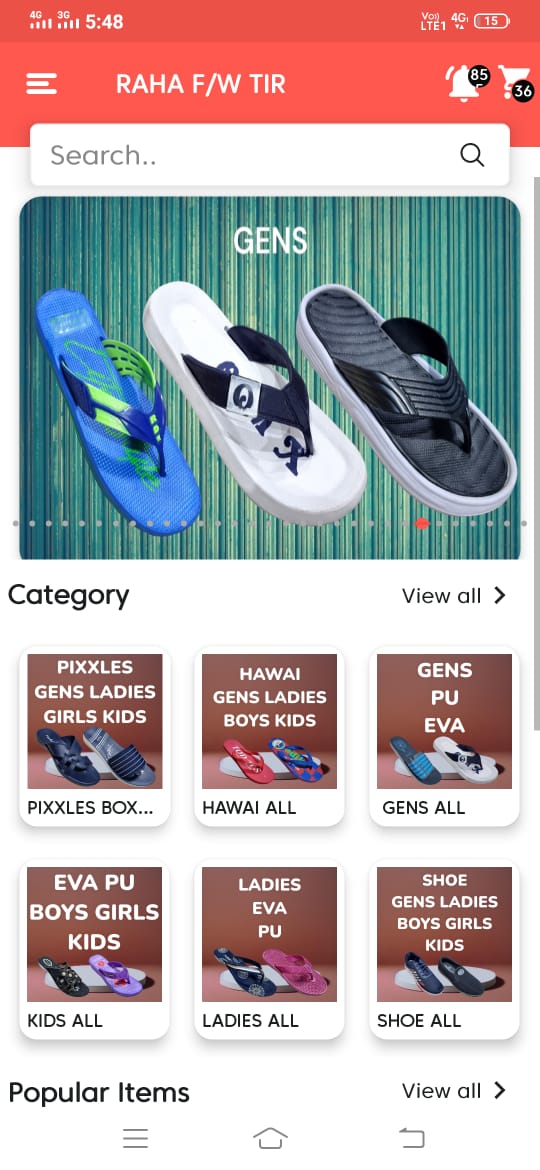 4G 3G 5:48 Vo)) LTE1 4G 15
RAHA F/W TIR 85 36
Search..
GENS
Category View all
PIXXLES
GENS LADIES
GIRLS KIDS
PIXXLES BOX...
HAWAI
GENS LADIES
BOYS KIDS
HAWAI ALL
GENS
PU
EVA
GENS ALL
EVA PU
BOYS GIRLS
KIDS
KIDS ALL
LADIES
EVA
PU
LADIES ALL
SHOE
GENS LADIES
BOYS GIRLS
KIDS
SHOE ALL
Popular Items View all